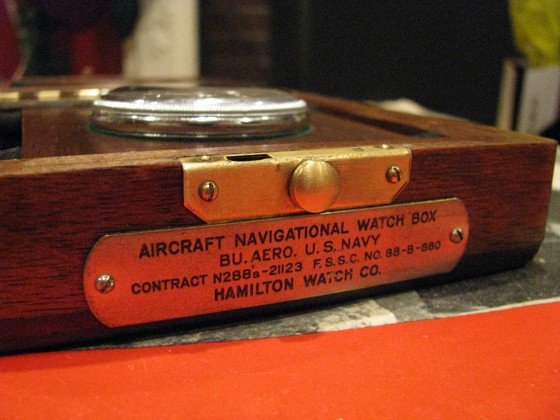 AIRCRAFT NAVIGATIONAL WATCH BOX
BU. AERO. U. S. NAVY
CONTRACT N288s-21123 F. S. S. C. NO. 88-B-880
HAMILTON WATCH CO.